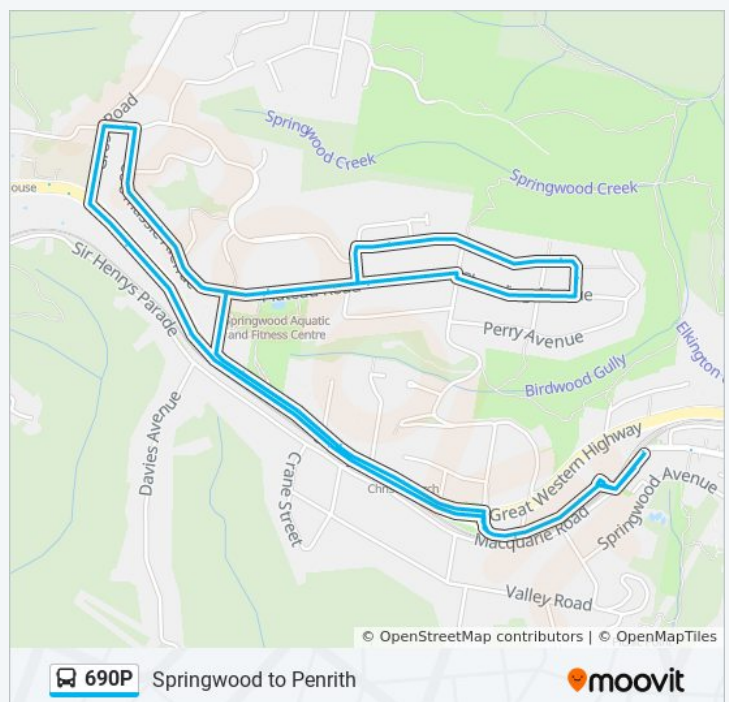 Road
Springwood Creek
Springwood Creek
ouse
Sir Henrys Parade
Springwood Aquatic
and Fitness Centre
Perry Avenue
Elkington
Birdwood Gully
Davies Avenue
Crane Street
Great Western Highway
Macquarie Road
Springwood Avenue
Valley Road
© OpenStreetMap contributors | © OpenMapTiles
690P Springwood to Penrith moovit